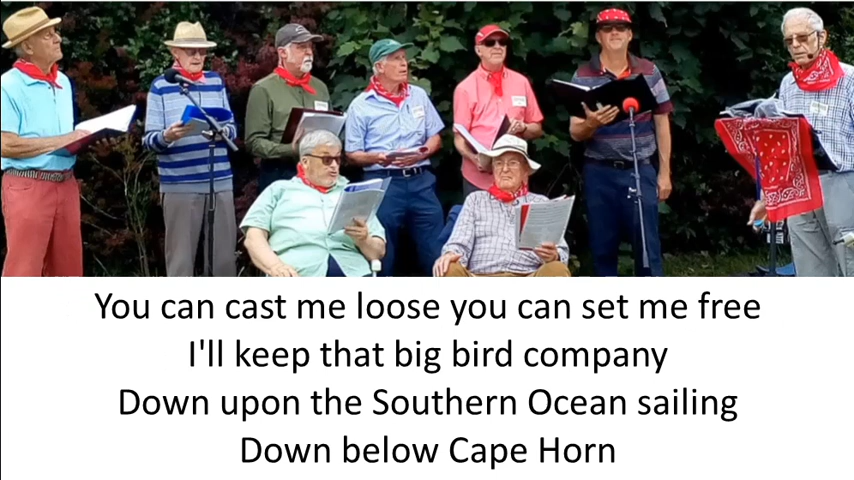 You can cast me loose you can set me free
I'll keep that big bird company
Down upon the Southern Ocean sailing
Down below Cape Horn